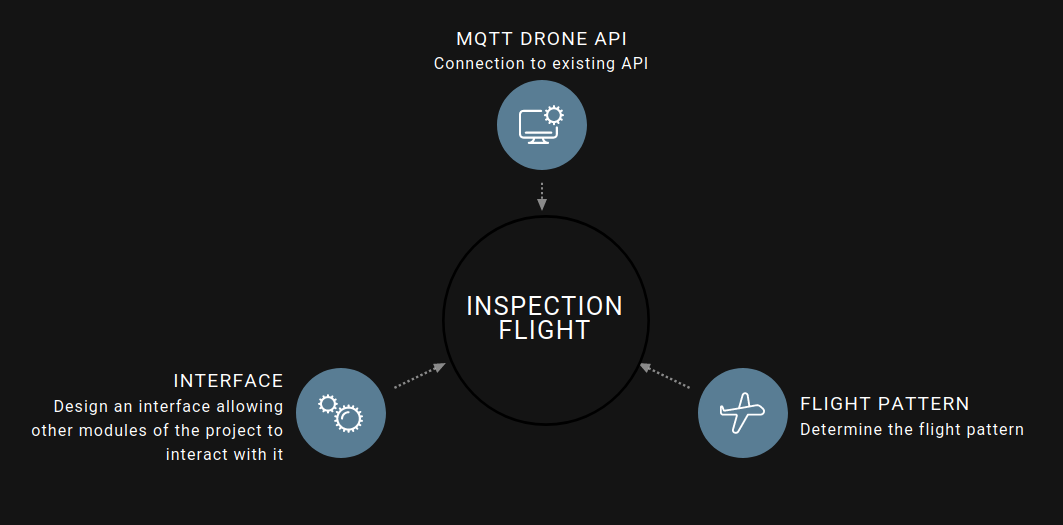 MQTT DRONE API
Connection to existing API
INSPECTION
FLIGHT
INTERFACE
Design an interface allowing
other modules of the project to
interact with it
FLIGHT PATTERN
Determine the flight pattern